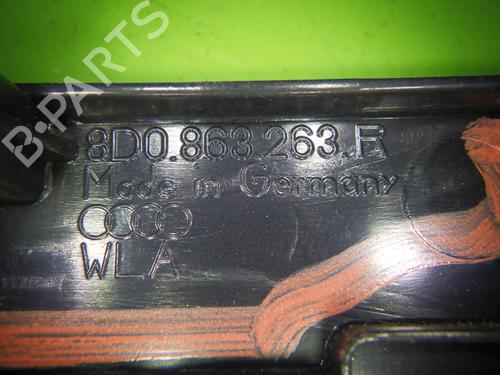 B-PARTS
8D0.863.263.R
Made in Germany
WLA